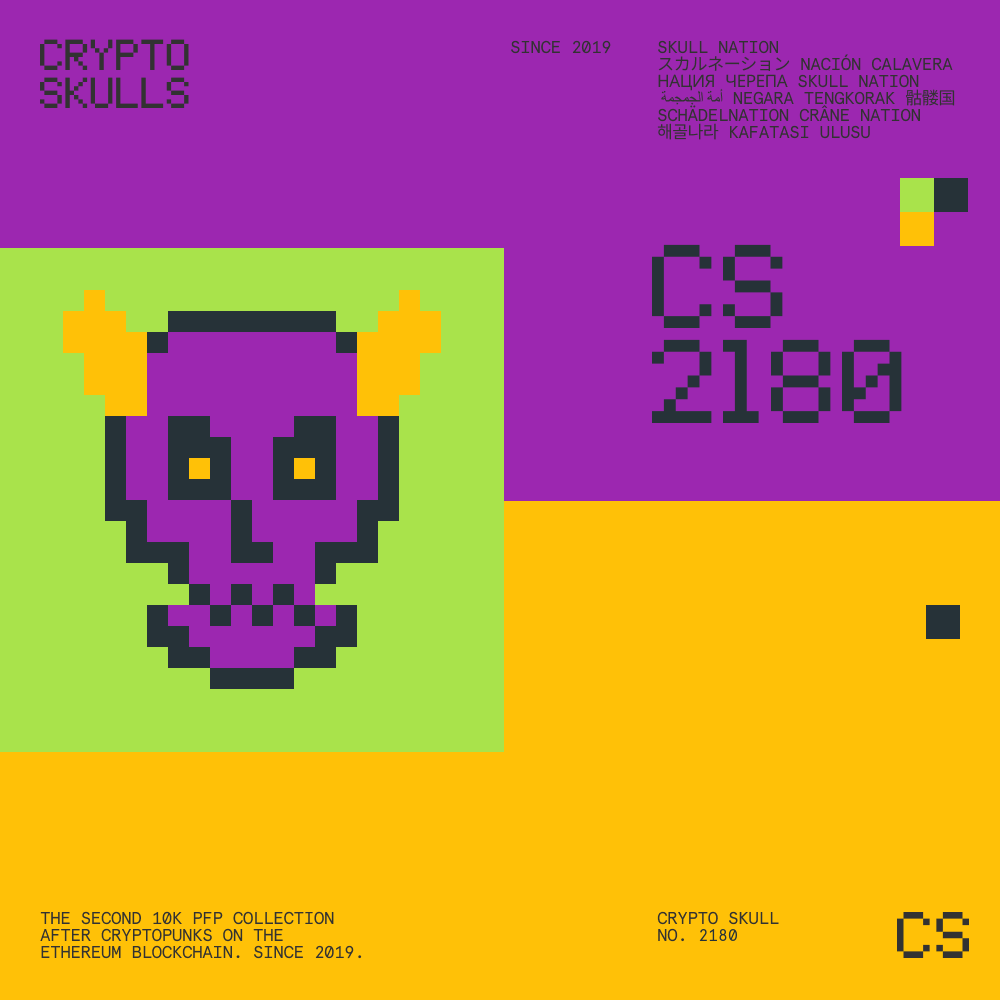 CRYPTO
SKULLS
SINCE 2019
SKULL NATION
スカルネーション NACIÓN CALAVERA
НАЦИЯ ЧЕРЕПА SKULL NATION
أمة الجمجمة NEGARA TENGKORAK 骷髅国
SCHÄDELNATION CRÂNE NATION
해골나라 KAFATASI ULUSU
CS
2180
THE SECOND 10K PFP COLLECTION
AFTER CRYPTOPUNKS ON THE
ETHEREUM BLOCKCHAIN. SINCE 2019.
CRYPTO SKULL
NO. 2180
CS